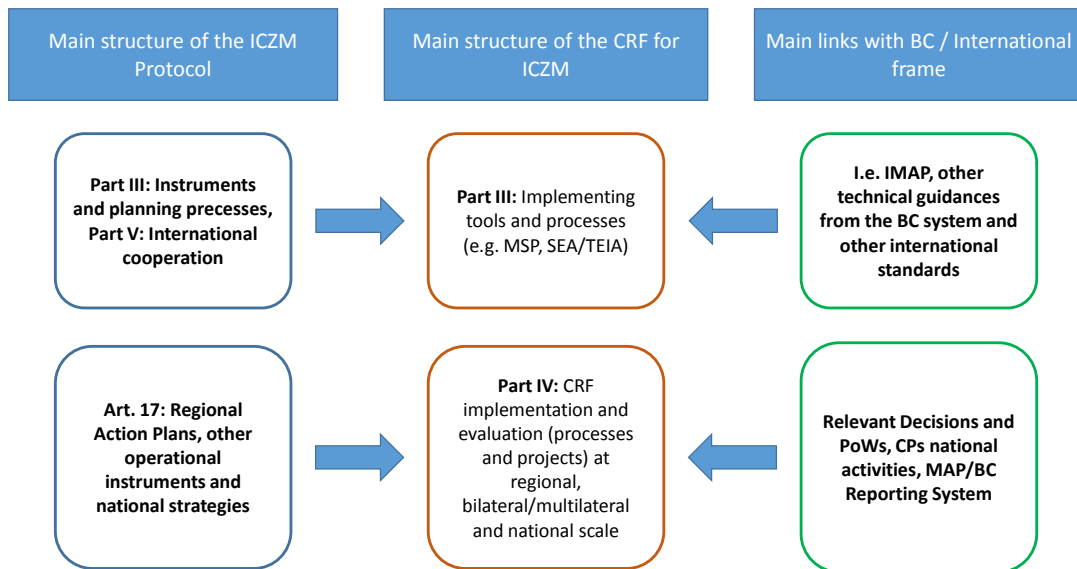 Main structure of the ICZM
Protocol
Main structure of the CRF for
ICZM
Main links with BC / International
frame
Part III: Instruments
and planning precesses,
Part V: International
cooperation
Part III: Implementing
tools and processes
(e.g. MSP, SEA/TEIA)
I.e. IMAP, other
technical guidances
from the BC system and
other international
standards
Art. 17: Regional
Action Plans, other
operational
instruments and
national strategies
Part IV: CRF
implementation and
evaluation (processes
and projects) at
regional,
bilateral/multilateral
and national scale
Relevant Decisions and
PoWs, CPs national
activities, MAP/BC
Reporting System